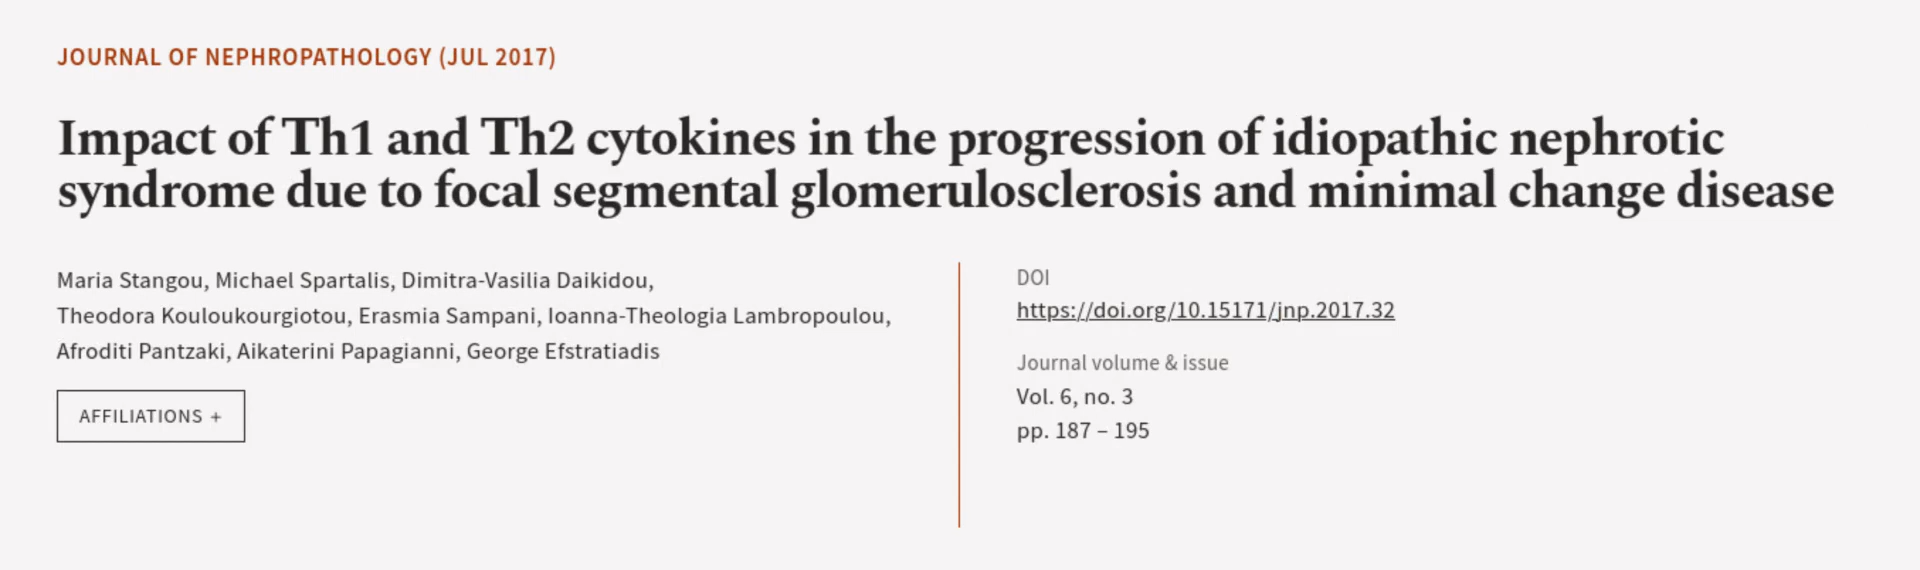 JOURNAL OF NEPHROPATHOLOGY (JUL 2017)
Impact of Th1 and Th2 cytokines in the progression of idiopathic nephrotic
syndrome due to focal segmental glomerulosclerosis and minimal change disease
Maria Stangou, Michael Spartalis, Dimitra-Vasilia Daikidou,
Theodora Kouloukourgiotou, Erasmia Sampani, Ioanna-Theologia Lambropoulou,
Afroditi Pantzaki, Aikaterini Papagianni, George Efstratiadis
AFFILIATIONS +
DOI
https://doi.org/10.15171/jnp.2017.32
Journal volume & issue
Vol. 6, no. 3
pp. 187 – 195